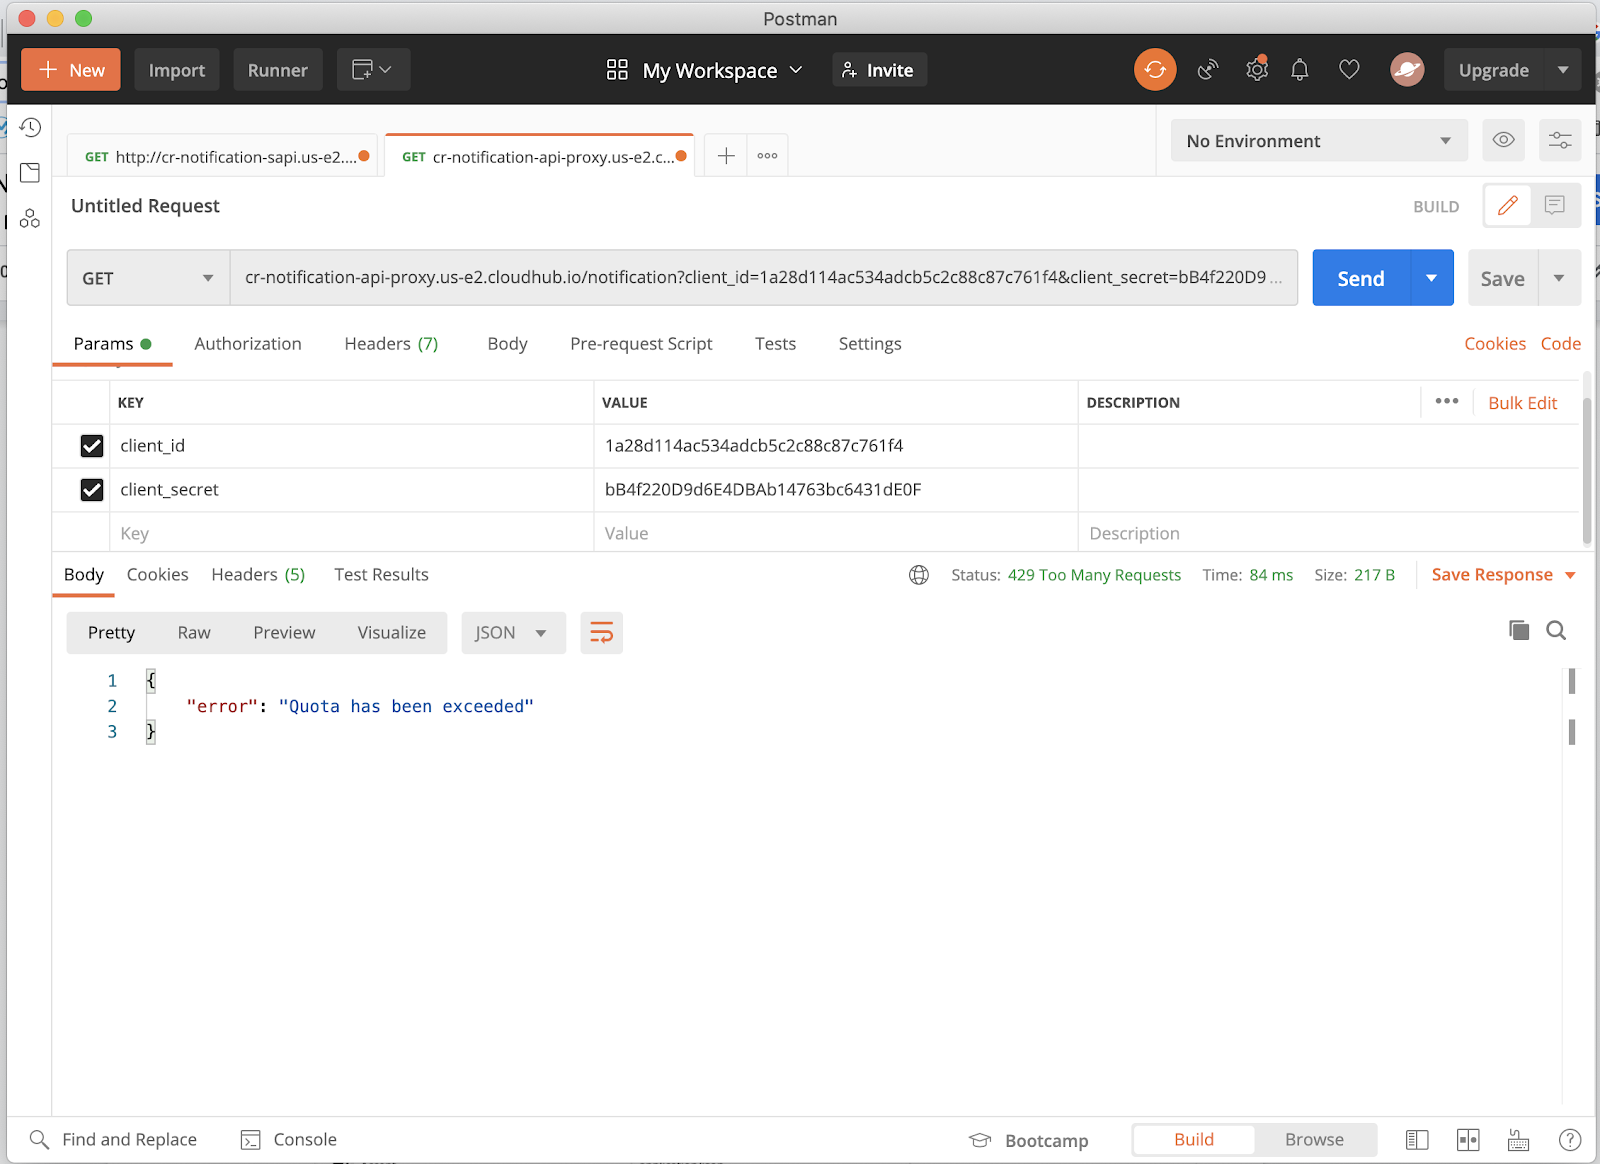 Postman
New Import Runner My Workspace Invite Upgrade
GET http://cr-notification-sapi.us-e2.... GET cr-notification-api-proxy.us-e2.c... No Environment
Untitled Request BUILD
GET cr-notification-api-proxy.us-e2.cloudhub.io/notification?client_id=1a28d114ac534adcb5c2c88c87c761f4&client_secret=bB4f220D9 ... Send Save
Params Authorization Headers (7) Body Pre-request Script Tests Settings Cookies Code
KEY VALUE DESCRIPTION Bulk Edit
client_id 1a28d114ac534adcb5c2c88c87c761f4
client_secret bB4f220D9d6E4DBAb14763bc6431dE0F
Key Value Description
Body Cookies Headers (5) Test Results Status: 429 Too Many Requests Time: 84 ms Size: 217 B Save Response
Pretty Raw Preview Visualize JSON
1 {
2 "error": "Quota has been exceeded"
3 }
Find and Replace Console Bootcamp Build Browse